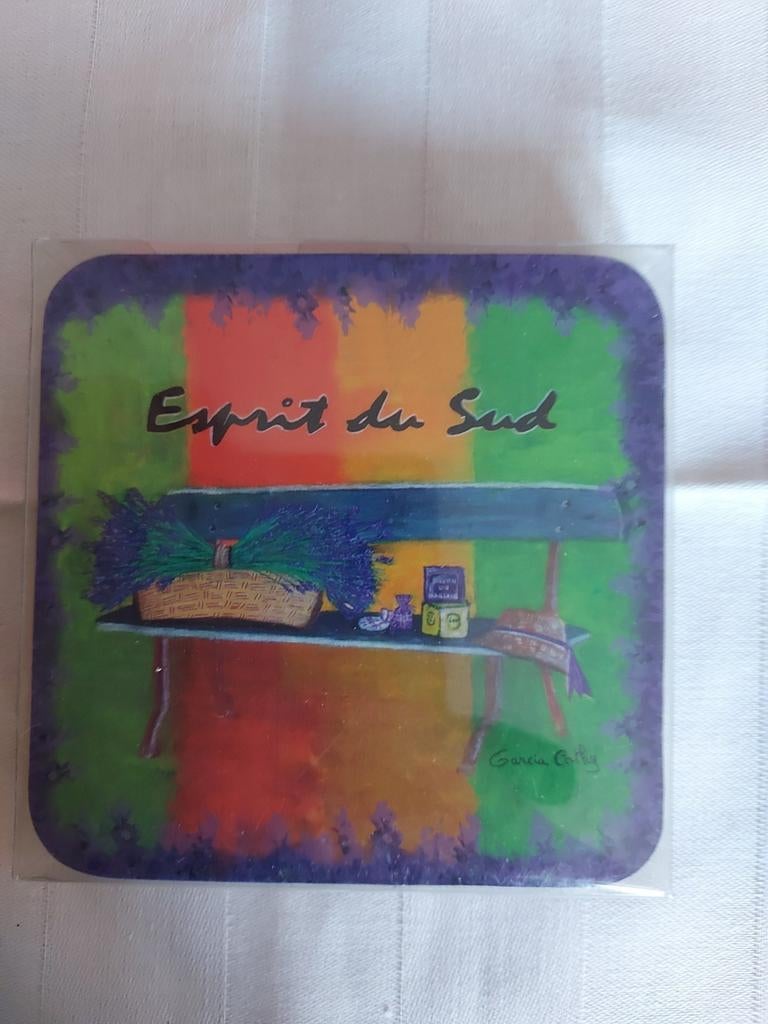 Esprit du Sud
Garcia Cathy